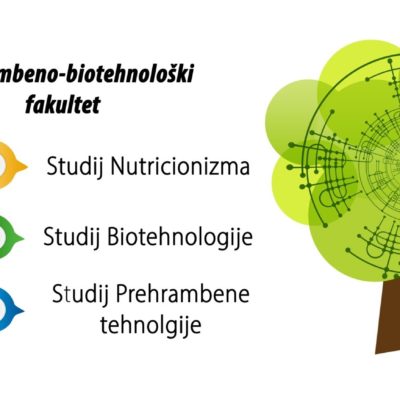 mbeno-biotehnološki
fakultet
Studij Nutricionizma
Studij Biotehnologije
Studij Prehrambene
tehnolgije